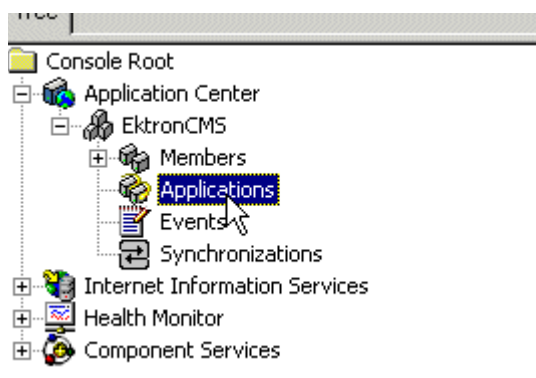 Tree
Console Root
Application Center
EktronCMS
Members
Applications
Events
Synchronizations
Internet Information Services
Health Monitor
Component Services